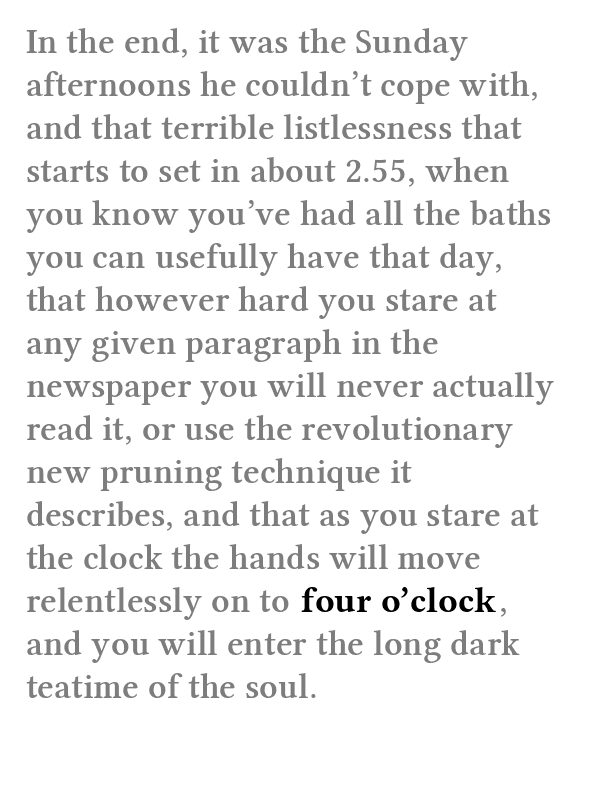 In the end, it was the Sunday
afternoons he couldn’t cope with,
and that terrible listlessness that
starts to set in about 2.55, when
you know you’ve had all the baths
you can usefully have that day,
that however hard you stare at
any given paragraph in the
newspaper you will never actually
read it, or use the revolutionary
new pruning technique it
describes, and that as you stare at
the clock the hands will move
relentlessly on to four o’clock,
and you will enter the long dark
teatime of the soul.